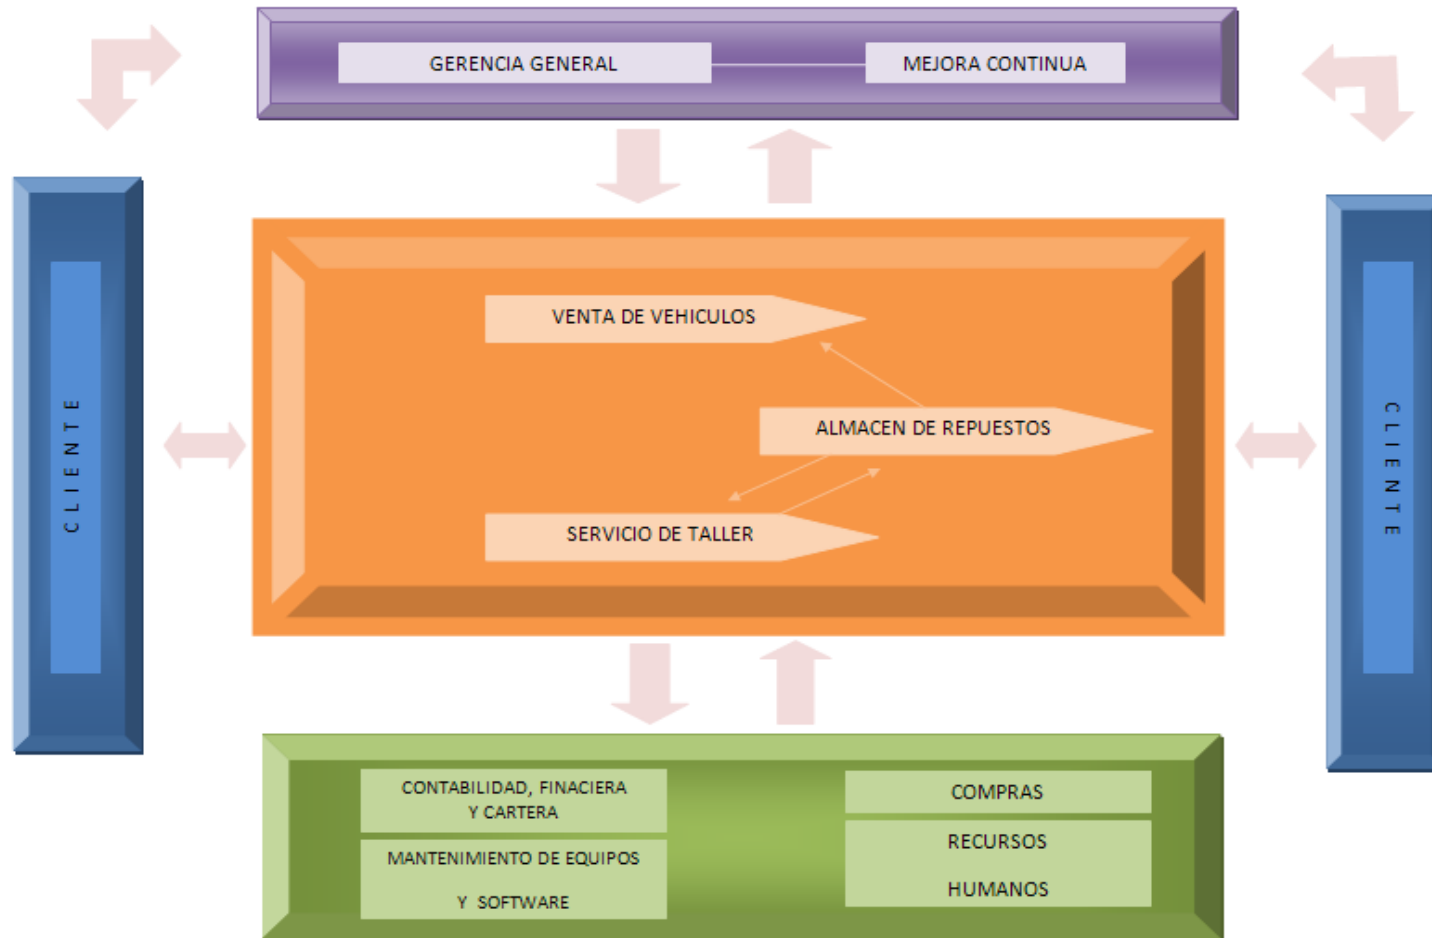 GERENCIA GENERAL
MEJORA CONTINUA
CLIENTE
VENTA DE VEHICULOS
ALMACEN DE REPUESTOS
SERVICIO DE TALLER
CLIENTE
CONTABILIDAD, FINACIERA
Y CARTERA
MANTENIMIENTO DE EQUIPOS
Y SOFTWARE
COMPRAS
RECURSOS
HUMANOS